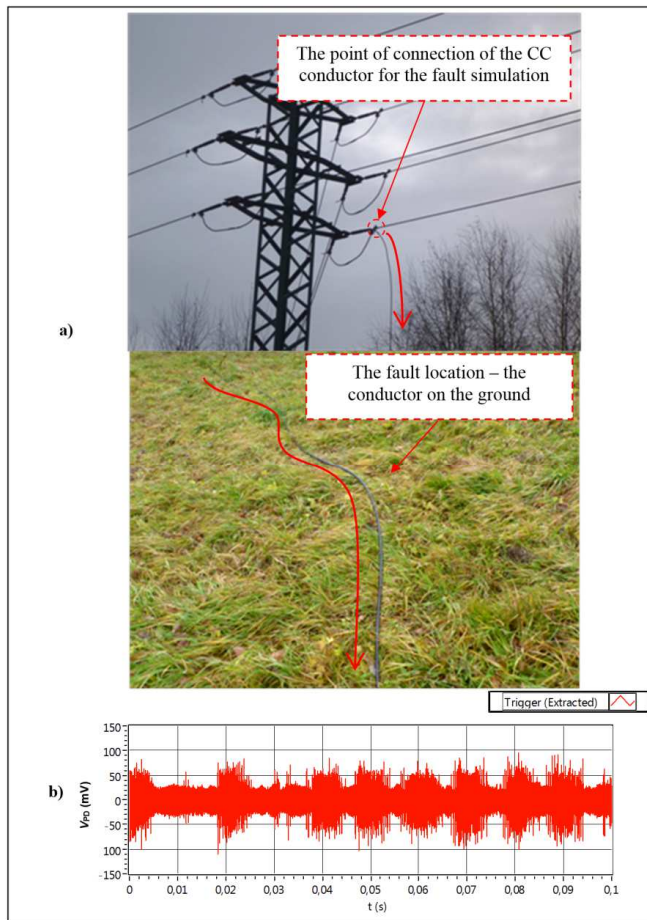 The point of connection of the CC
conductor for the fault simulation
a)
The fault location – the
conductor on the ground
Trigger (Extracted)
b)
V_PD (mV)
150
100
50
0
-50
100
-150
0 0,01 0,02 0,03 0,04 0,05 0,06 0,07 0,08 0,09 0,1
t (s)